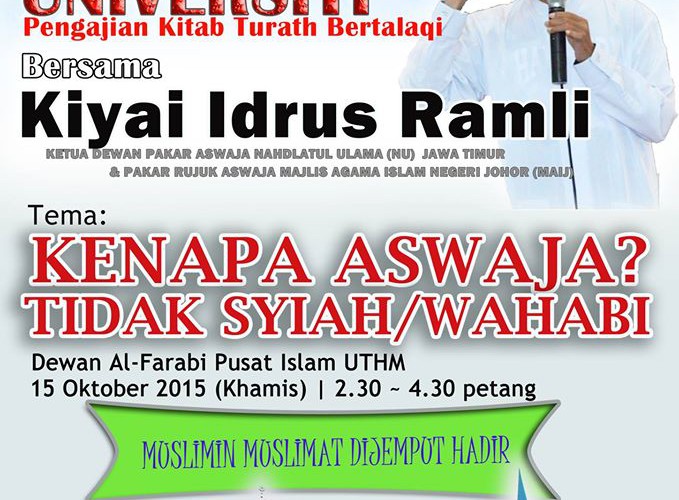 UNIVERSITY
Pengajian Kitab Turath Bertalaqi
Bersama
Kiyai Idrus Ramli
KETUA DEWAN PAKAR ASWAJA NAHDLATUL ULAMA (NU) JAWA TIMUR
& PAKAR RUJUK ASWAJA MAJLIS AGAMA ISLAM NEGERI JOHOR (MAIJ)
Tema:
KENAPA ASWAJA?
TIDAK SYIAH/WAHABI
Dewan Al-Farabi Pusat Islam UTHM
15 Oktober 2015 (Khamis) | 2.30 ~ 4.30 petang
MUSLIMIN MUSLIMAT DIJEMPUT HADIR